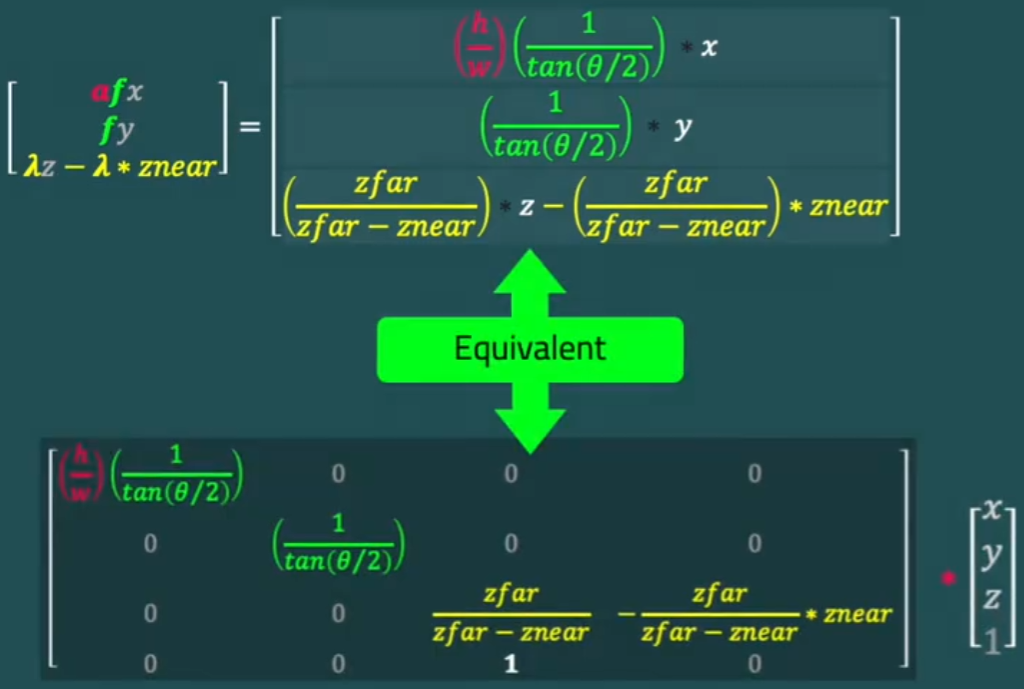 [ afx ] = [ (h/w) (1/tan(θ/2)) * x ]
[ fy ] [ (1/tan(θ/2)) * y ]
[ λz − λ * znear ] [ (zfar/zfar − znear) * z − (zfar/zfar − znear) * znear ]
Equivalent
[ (h/w) (1/tan(θ/2)) 0 0 0 ] * [ x ]
[ 0 (1/tan(θ/2)) 0 0 ] [ y ]
[ 0 0 zfar/zfar − znear −zfar/zfar − znear * znear ] [ z ]
[ 0 0 1 0 ] [ 1 ]